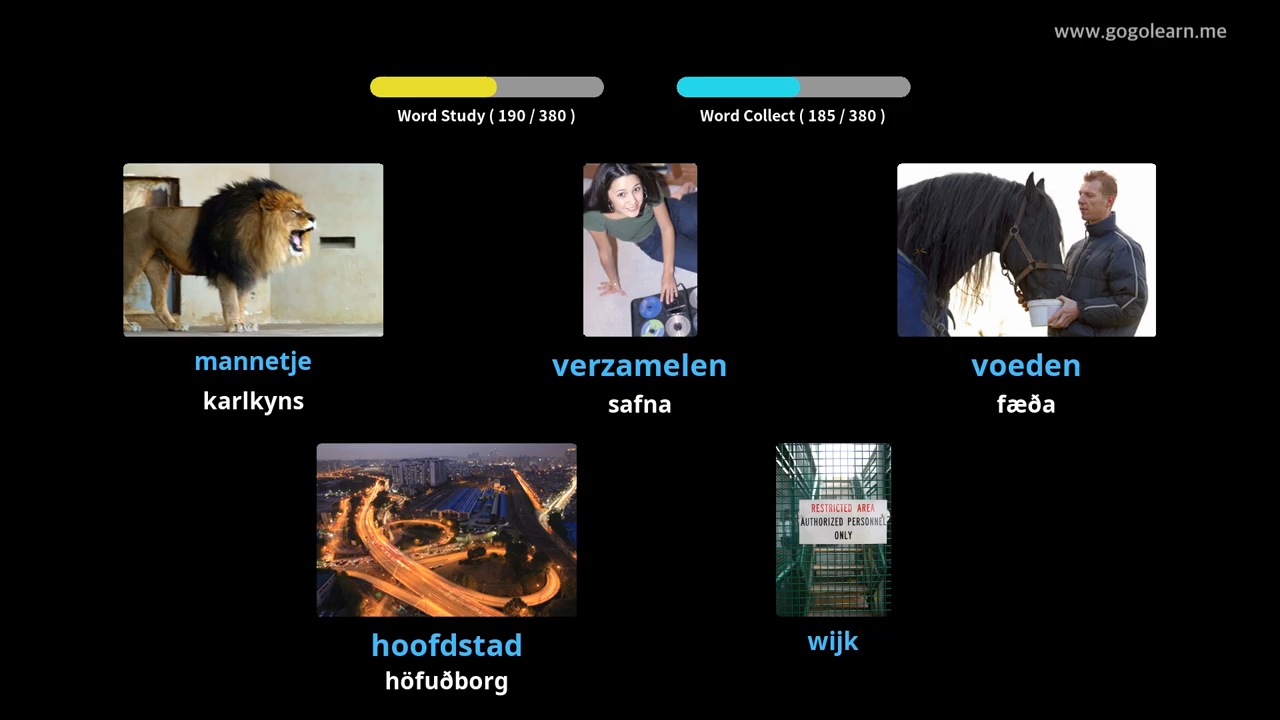 www.gogolearn.me
Word Study ( 190 / 380 )
Word Collect ( 185 / 380 )
mannetje
karlkyns
verzamelen
safna
voeden
fæða
RESTRICTED AREA
AUTHORIZED PERSONNEL
ONLY
hoofdstad
höfuðborg
wijk